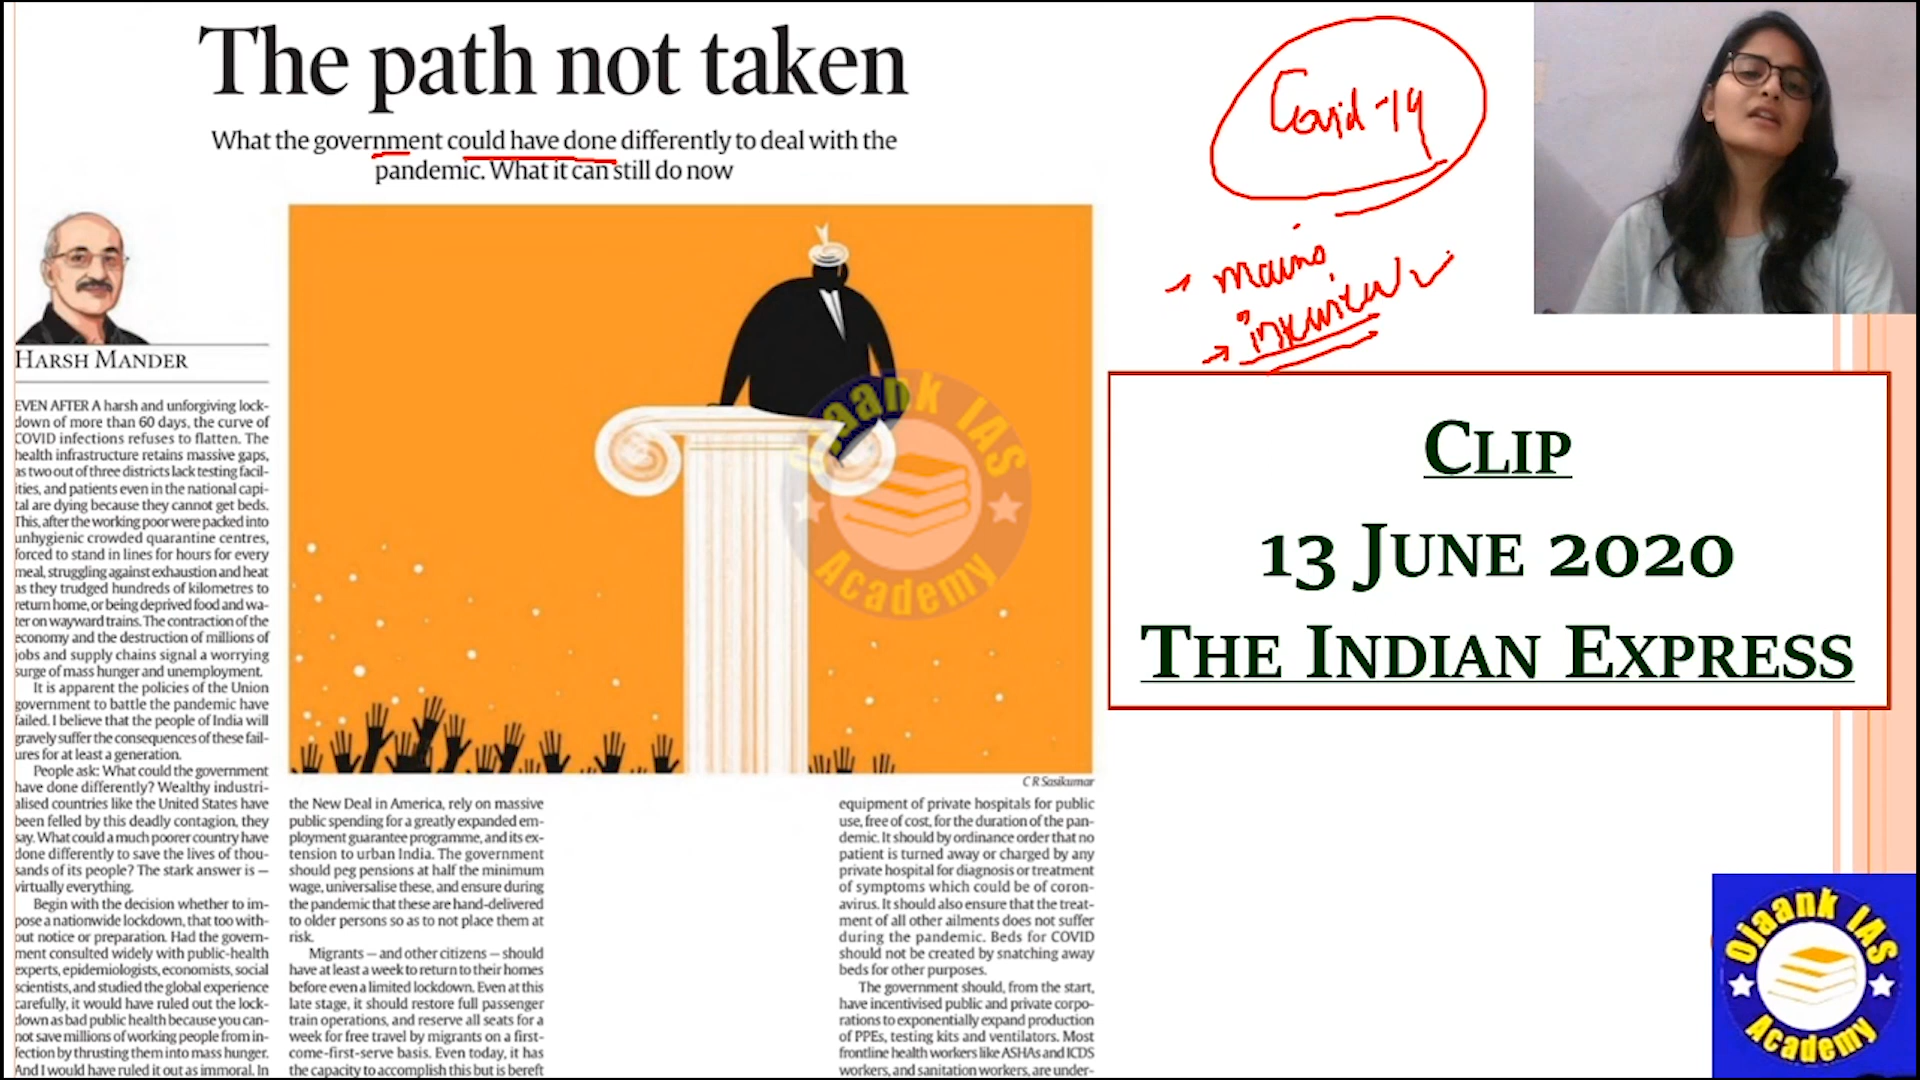 The path not taken
What the government could have done differently to deal with the
pandemic. What it can still do now
HARSH MANDER
EVEN AFTER A harsh and unforgiving lock-
down of more than 60 days, the curve of
COVID infections refuses to flatten. The
health infrastructure retains massive gaps,
as two out of three districts lack testing facil-
ities, and patients even in the national capi-
tal are dying because they cannot get beds.
This, after the working poor were packed into
unhygienic crowded quarantine centres,
forced to stand in lines for hours for every
meal, struggling against exhaustion and heat
as they trudged hundreds of kilometres to
return home, or being deprived food and wa-
ter on wayward trains. The contraction of the
economy and the destruction of millions of
jobs and supply chains signal a worrying
surge of mass hunger and unemployment.
It is apparent the policies of the Union
government to battle the pandemic have
failed. I believe that the people of India will
gravely suffer the consequences of these fail-
ures for at least a generation.
People ask: What could the government
have done differently? Wealthy industri-
alised countries like the United States have
been felled by this deadly contagion, they
say. What could a much poorer country have
done differently to save the lives of thou-
sands of its people? The stark answer is —
virtually everything.
Begin with the decision whether to im-
pose a nationwide lockdown, that too with-
out notice or preparation. Had the govern-
ment consulted widely with public-health
experts, epidemiologists, economists, social
scientists, and studied the global experience
carefully, it would have ruled out the lock-
down as bad public health because you can-
not save millions of working people from in-
fection by thrusting them into mass hunger.
And I would have ruled it out as immoral. In
C R Sasikumar
the New Deal in America, rely on massive
public spending for a greatly expanded em-
ployment guarantee programme, and its ex-
tension to urban India. The government
should peg pensions at half the minimum
wage, universalise these, and ensure during
the pandemic that these are hand-delivered
to older persons so as to not place them at
risk.
Migrants — and other citizens — should
have at least a week to return to their homes
before even a limited lockdown. Even at this
late stage, it should restore full passenger
train operations, and reserve all seats for a
week for free travel by migrants on a first-
come-first-serve basis. Even today, it has
the capacity to accomplish this but is bereft
equipment of private hospitals for public
use, free of cost, for the duration of the pan-
demic. It should by ordinance order that no
patient is turned away or charged by any
private hospital for diagnosis or treatment
of symptoms which could be of coron-
avirus. It should also ensure that the treat-
ment of all other ailments does not suffer
during the pandemic. Beds for COVID
should not be created by snatching away
beds for other purposes.
The government should, from the start,
have incentivised public and private corpo-
rations to exponentially expand production
of PPEs, testing kits and ventilators. Most
frontline health workers like ASHAs and ICDS
workers, and sanitation workers, are under-
Ojaank IAS
Academy
Covid-19
mains
interview
CLIP
13 JUNE 2020
THE INDIAN EXPRESS
Ojaank IAS
Academy